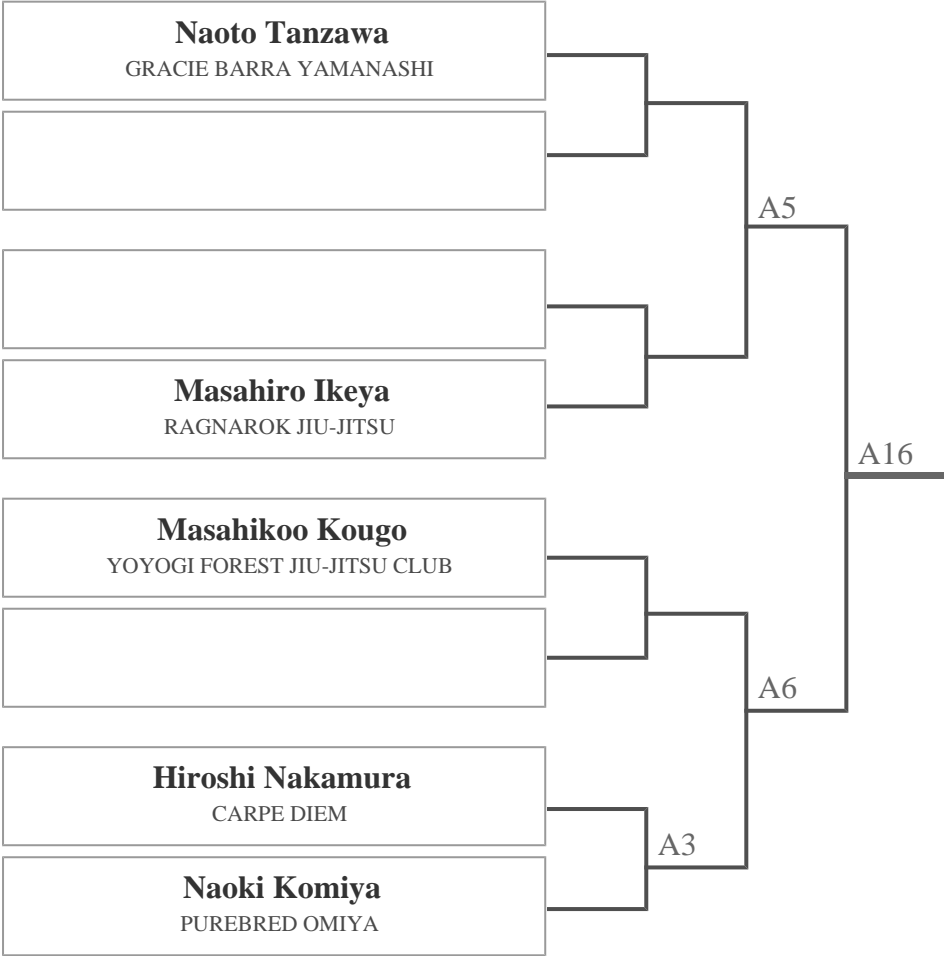 Naoto Tanzawa
GRACIE BARRA YAMANASHI
A5
Masahiro Ikeya
RAGNAROK JIU-JITSU
A16
Masahikoo Kougo
YOYOGI FOREST JIU-JITSU CLUB
A6
Hiroshi Nakamura
CARPE DIEM
A3
Naoki Komiya
PUREBRED OMIYA